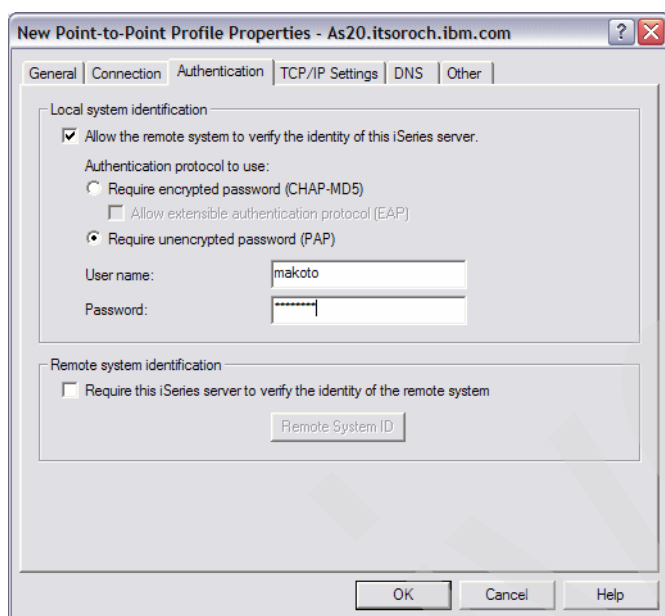 New Point-to-Point Profile Properties - As20.itsoroch.ibm.com
General Connection Authentication TCP/IP Settings DNS Other
Local system identification
Allow the remote system to verify the identity of this iSeries server.
Authentication protocol to use:
Require encrypted password (CHAP-MD5)
Allow extensible authentication protocol (EAP)
Require unencrypted password (PAP)
User name: makoto
Password: ********
Remote system identification
Require this iSeries server to verify the identity of the remote system
Remote System ID
OK Cancel Help